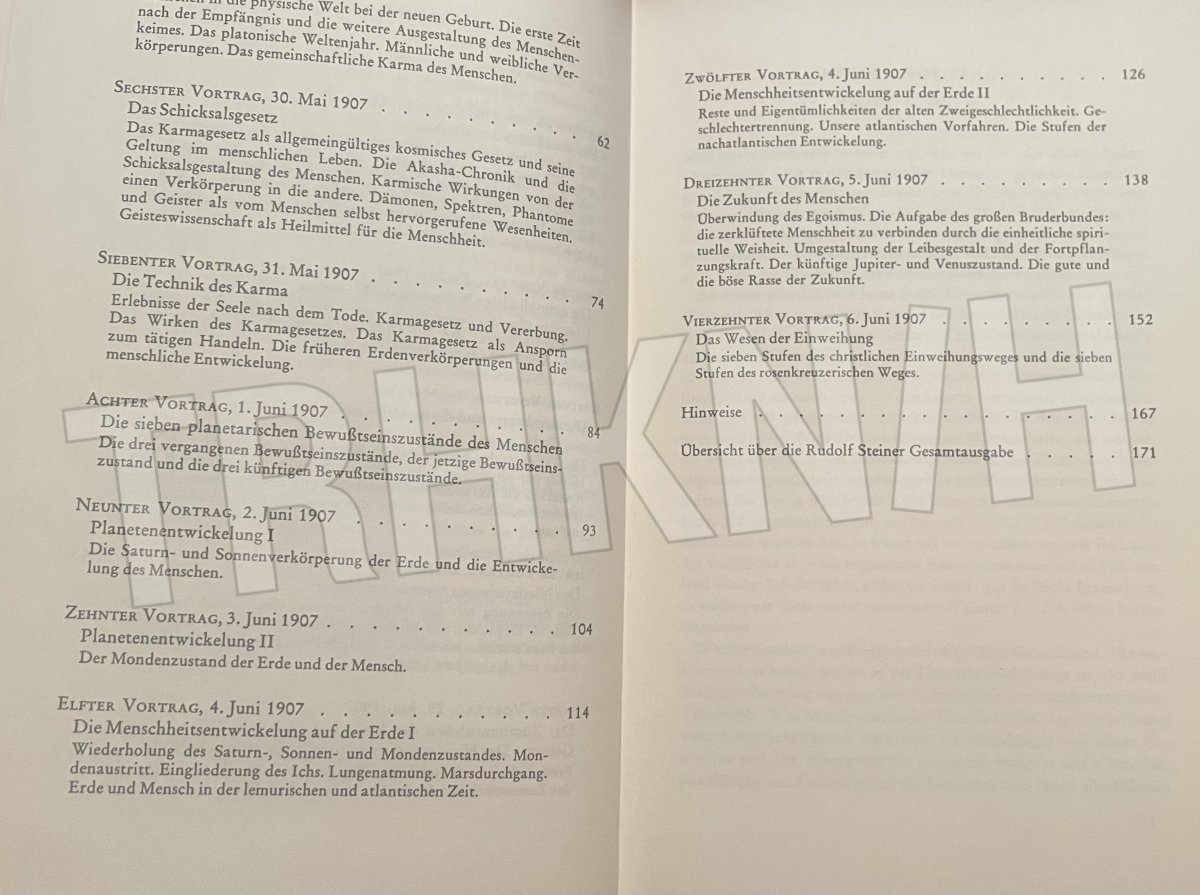 die physische Welt bei der neuen Geburt. Die erste Zeit
nach der Empfängnis und die weitere Ausgestaltung des Menschen-
keimes. Das platonische Weltenjahr. Männliche und weibliche Ver-
körperungen. Das gemeinschaftliche Karma des Menschen.
SECHSTER VORTRAG, 30. Mai 1907 . . . . . . . . . . 62
Das Schicksalsgesetz
Das Karmagesetz als allgemeingültiges kosmisches Gesetz und seine
Geltung im menschlichen Leben. Die Akasha-Chronik und die
Schicksalsgestaltung des Menschen. Karmische Wirkungen von der
einen Verkörperung in die andere. Dämonen, Spektren, Phantome
und Geister als vom Menschen selbst hervorgerufene Wesenheiten.
Geisteswissenschaft als Heilmittel für die Menschheit.
SIEBENTER VORTRAG, 31. Mai 1907 . . . . . . . . . 74
Die Technik des Karma
Erlebnisse der Seele nach dem Tode. Karmagesetz und Vererbung.
Das Wirken des Karmagesetzes. Das Karmagesetz als Ansporn
zum tätigen Handeln. Die früheren Erdenverkörperungen und die
menschliche Entwickelung.
ACHTER VORTRAG, 1. Juni 1907 . . . . . . . . . . 84
Die sieben planetarischen Bewußtseinszustände des Menschen
Die drei vergangenen Bewußtseinszustände, der jetzige Bewußtseins-
zustand und die drei künftigen Bewußtseinszustände.
NEUNTER VORTRAG, 2. Juni 1907 . . . . . . . . . . 93
Planetenentwickelung I
Die Saturn- und Sonnenverkörperung der Erde und die Entwicke-
lung des Menschen.
ZEHNTER VORTRAG, 3. Juni 1907 . . . . . . . . . . . 104
Planetenentwickelung II
Der Mondenzustand der Erde und der Mensch.
ELFTER VORTRAG, 4. Juni 1907 . . . . . . . . . . . 114
Die Menschheitsentwickelung auf der Erde I
Wiederholung des Saturn-, Sonnen- und Mondenzustandes. Mon-
denaustritt. Eingliederung des Ichs. Lungenatmung. Marsdurchgang.
Erde und Mensch in der lemurischen und atlantischen Zeit.
ZWÖLFTER VORTRAG, 4. Juni 1907 . . . . . . . . . . 126
Die Menschheitsentwickelung auf der Erde II
Reste und Eigentümlichkeiten der alten Zweigeschlechtlichkeit. Ge-
schlechtertrennung. Unsere atlantischen Vorfahren. Die Stufen der
nachatlantischen Entwickelung.
DREIZEHNTER VORTRAG, 5. Juni 1907 . . . . . . . . . 138
Die Zukunft des Menschen
Überwindung des Egoismus. Die Aufgabe des großen Bruderbundes:
die zerklüftete Menschheit zu verbinden durch die einheitliche spiri-
tuelle Weisheit. Umgestaltung der Leibesgestalt und der Fortpflan-
zungskraft. Der künftige Jupiter- und Venuszustand. Die gute und
die böse Rasse der Zukunft.
VIERZEHNTER VORTRAG, 6. Juni 1907 . . . . . . . . . 152
Das Wesen der Einweihung
Die sieben Stufen des christlichen Einweihungsweges und die sieben
Stufen des rosenkreuzerischen Weges.
Hinweise . . . . . . . . . . . . . . . . . . 167
Übersicht über die Rudolf Steiner Gesamtausgabe . . . . . 171
TRHKNVH